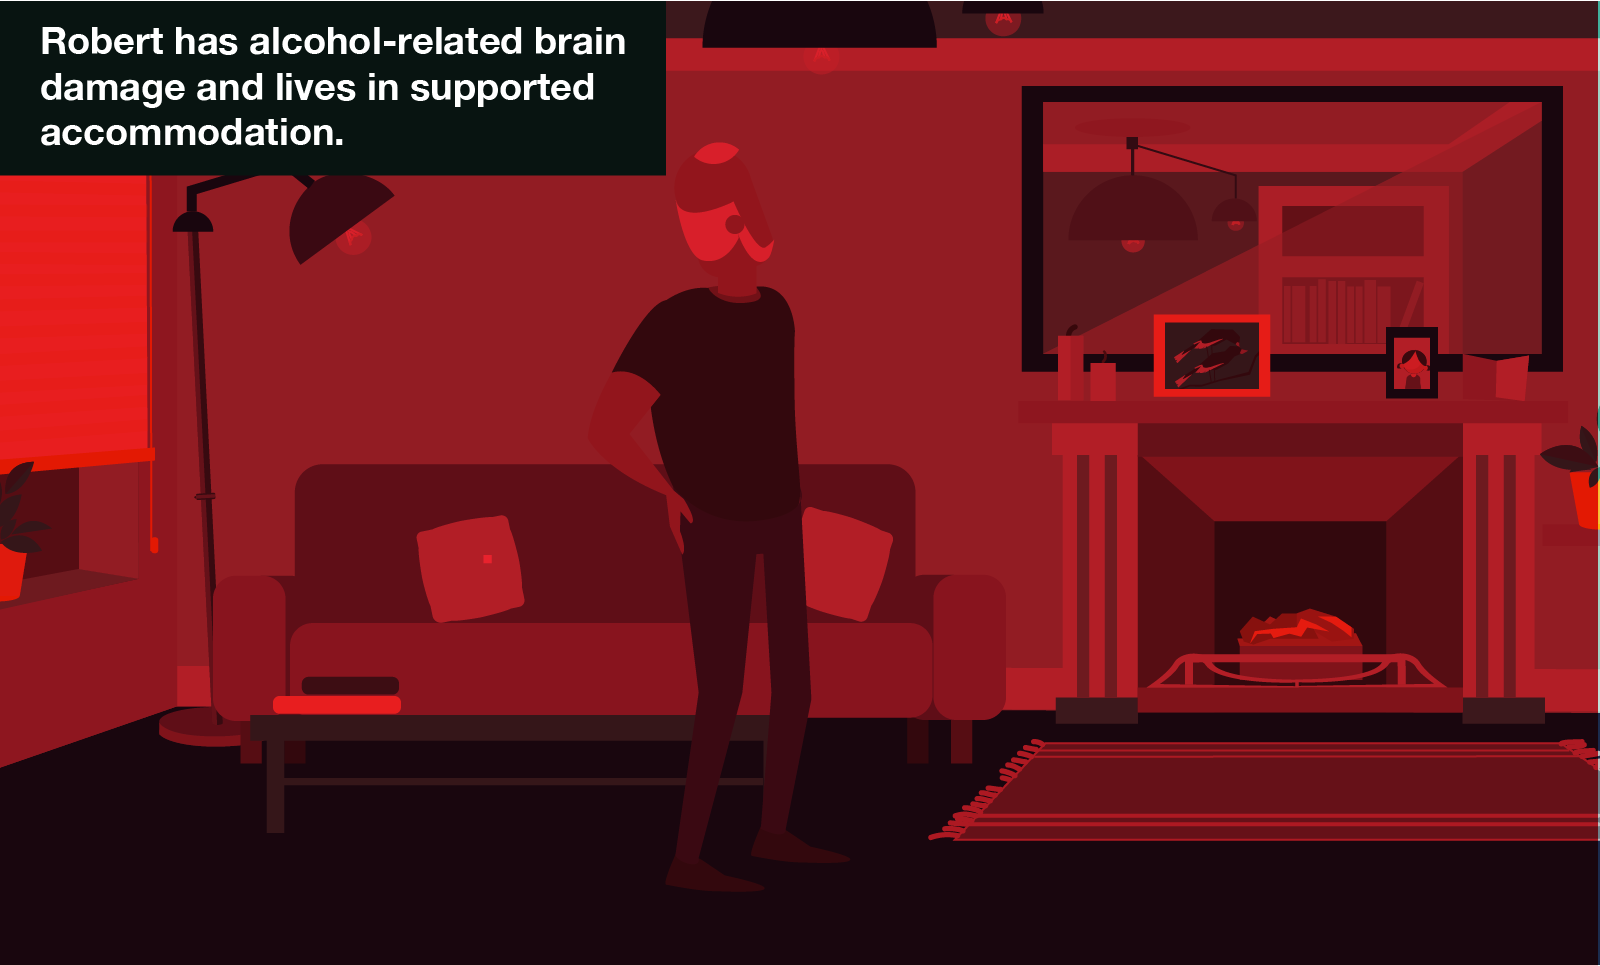 Robert has alcohol-related brain
damage and lives in supported
accommodation.